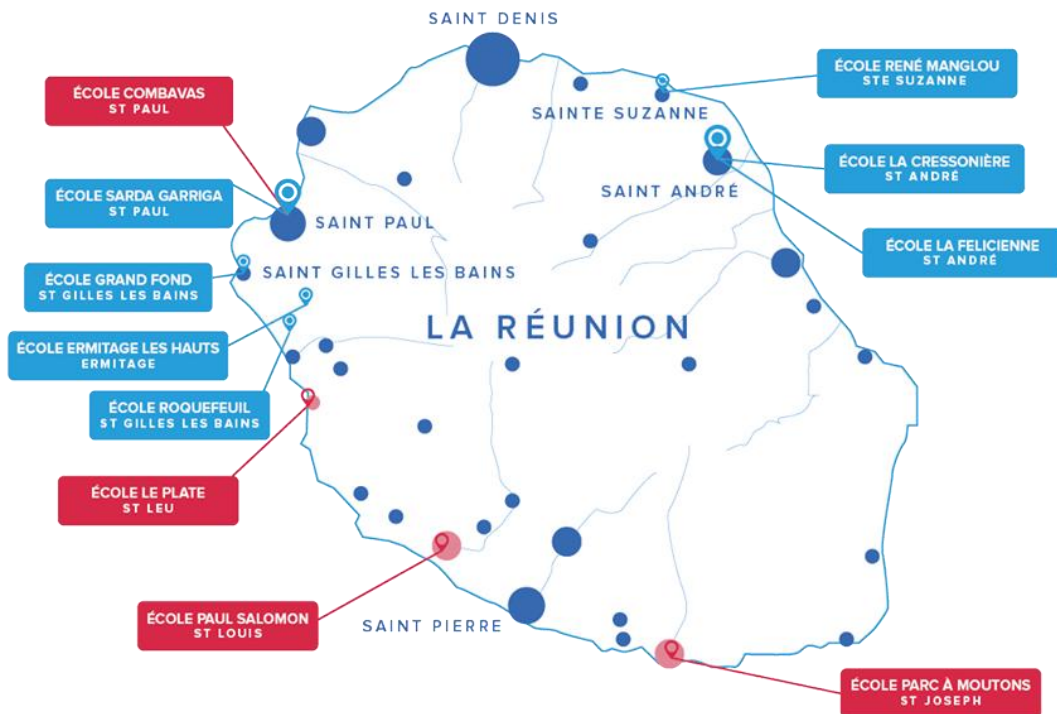 SAINT DENIS
ÉCOLE RENÉ MANGLOU
STE SUZANNE
ÉCOLE COMBAVAS
ST PAUL
SAINTE SUZANNE
ÉCOLE LA CRESSONIÈRE
ST ANDRÉ
ÉCOLE SARDA GARRIGA
ST PAUL
SAINT ANDRÉ
SAINT PAUL
ÉCOLE LA FELICIENNE
ST ANDRÉ
ÉCOLE GRAND FOND
ST GILLES LES BAINS
SAINT GILLES LES BAINS
LA RÉUNION
ÉCOLE ERMITAGE LES HAUTS
ERMITAGE
ÉCOLE ROQUEFEUIL
ST GILLES LES BAINS
ÉCOLE LE PLATE
ST LEU
ÉCOLE PAUL SALOMON
ST LOUIS
SAINT PIERRE
ÉCOLE PARC À MOUTONS
ST JOSEPH